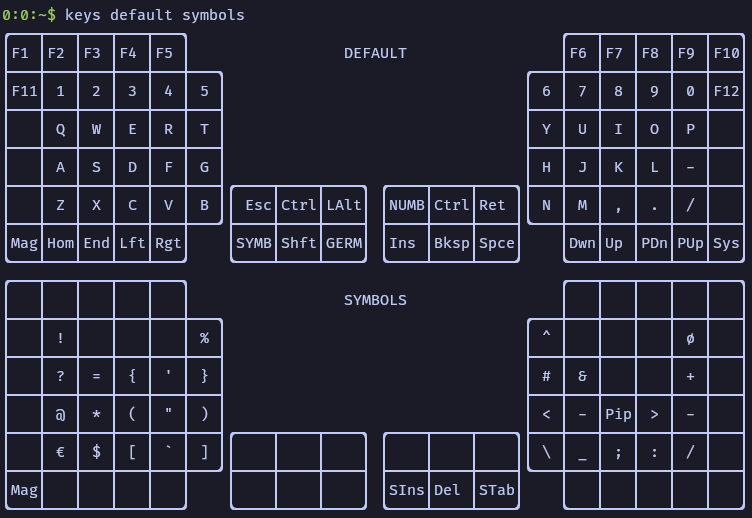 0:0:~$ keys default symbols
F1 F2 F3 F4 F5 DEFAULT F6 F7 F8 F9 F10
F11 1 2 3 4 5 6 7 8 9 0 F12
Q W E R T Y U I O P
A S D F G H J K L -
Z X C V B Esc Ctrl LAlt NUMB Ctrl Ret N M , . /
Mag Hom End Lft Rgt SYMB Shft GERM Ins Bksp Spce Dwn Up PDn PUp Sys
SYMBOLS
! % ^ ø
? = { ' } # & +
@ * ( " ) < - Pip > -
€ $ [ ` ] \ _ ; : /
Mag SIns Del STab